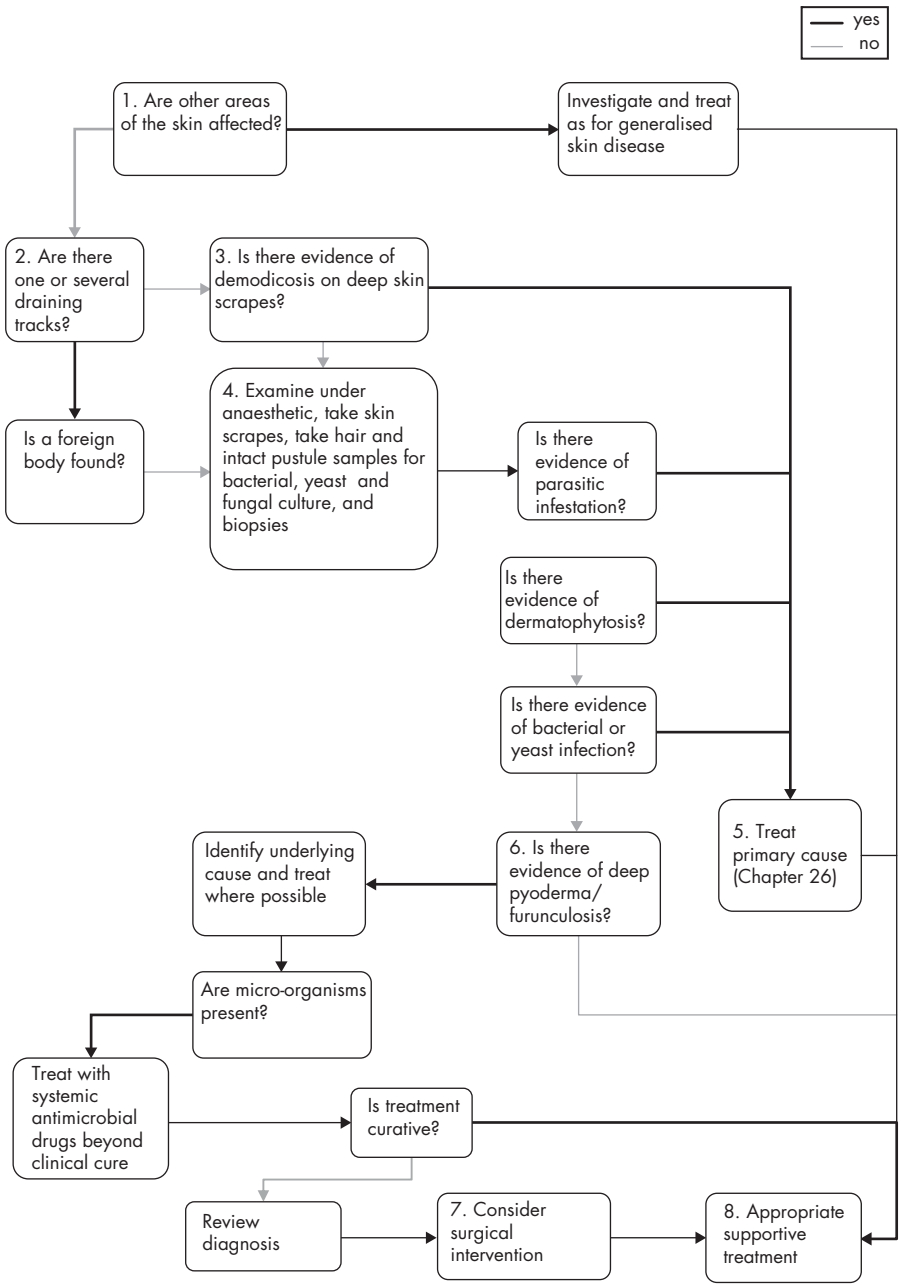 yes
no
1. Are other areas
of the skin affected?
Investigate and treat
as for generalised
skin disease
2. Are there
one or several
draining
tracks?
3. Is there evidence of
demodicosis on deep skin
scrapes?
4. Examine under
anaesthetic, take skin
scrapes, take hair and
intact pustule samples for
bacterial, yeast and
fungal culture, and
biopsies
Is a foreign
body found?
Is there
evidence of
parasitic
infestation?
Is there
evidence of
dermatophytosis?
Is there evidence
of bacterial or
yeast infection?
5. Treat
primary cause
(Chapter 26)
6. Is there
evidence of deep
pyoderma/
furunculosis?
Identify underlying
cause and treat
where possible
Are micro-organisms
present?
Treat with
systemic
antimicrobial
drugs beyond
clinical cure
Is treatment
curative?
Review
diagnosis
7. Consider
surgical
intervention
8. Appropriate
supportive
treatment